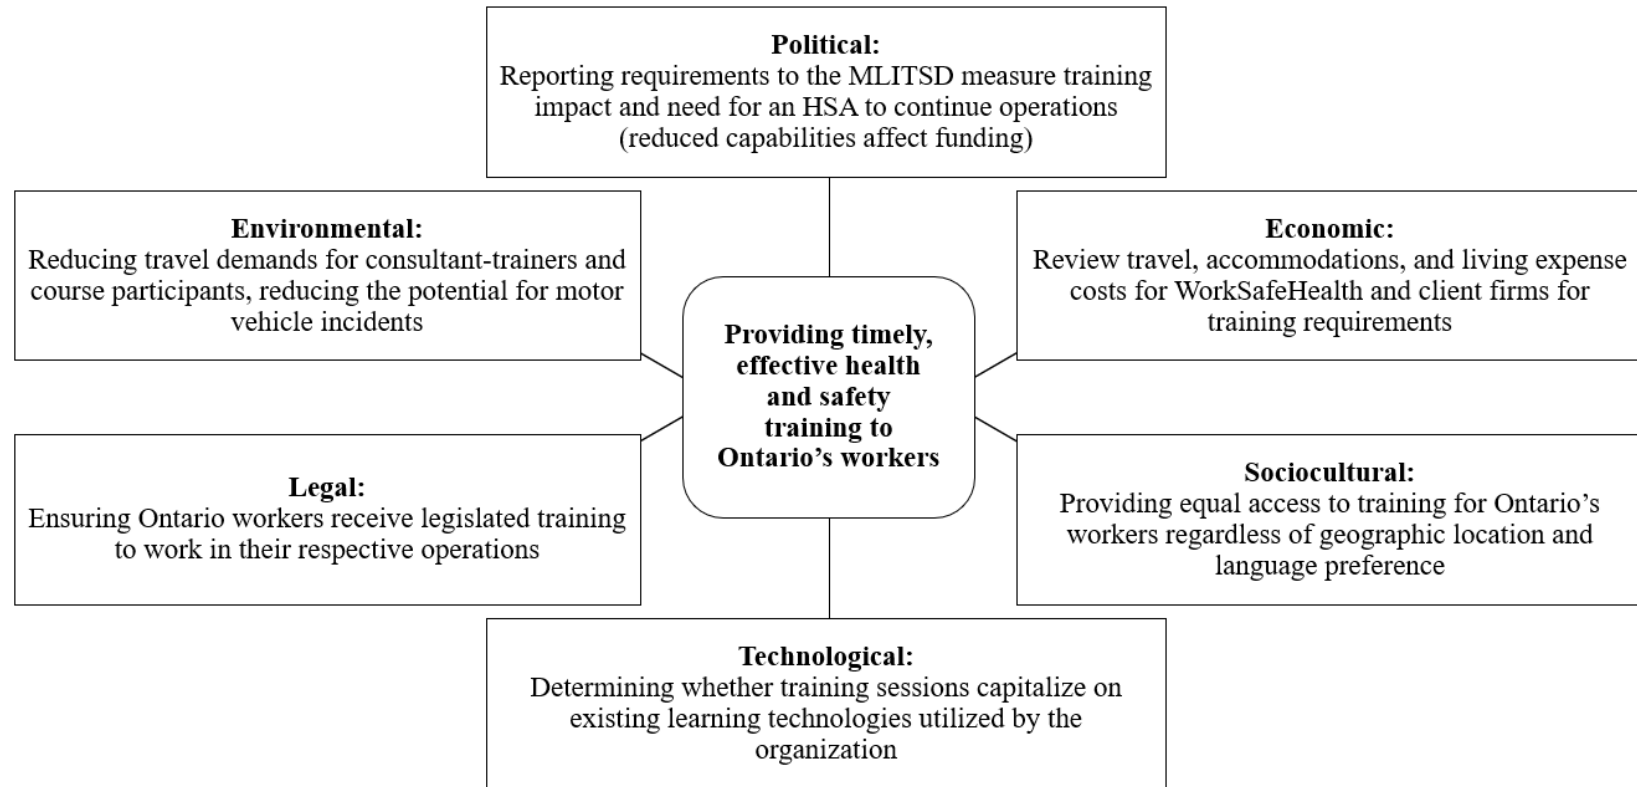 Political:
Reporting requirements to the MLITSD measure training
impact and need for an HSA to continue operations
(reduced capabilities affect funding)
Environmental:
Reducing travel demands for consultant-trainers and
course participants, reducing the potential for motor
vehicle incidents
Economic:
Review travel, accommodations, and living expense
costs for WorkSafeHealth and client firms for
training requirements
Providing timely,
effective health
and safety
training to
Ontario’s workers
Legal:
Ensuring Ontario workers receive legislated training
to work in their respective operations
Sociocultural:
Providing equal access to training for Ontario’s
workers regardless of geographic location and
language preference
Technological:
Determining whether training sessions capitalize on
existing learning technologies utilized by the
organization